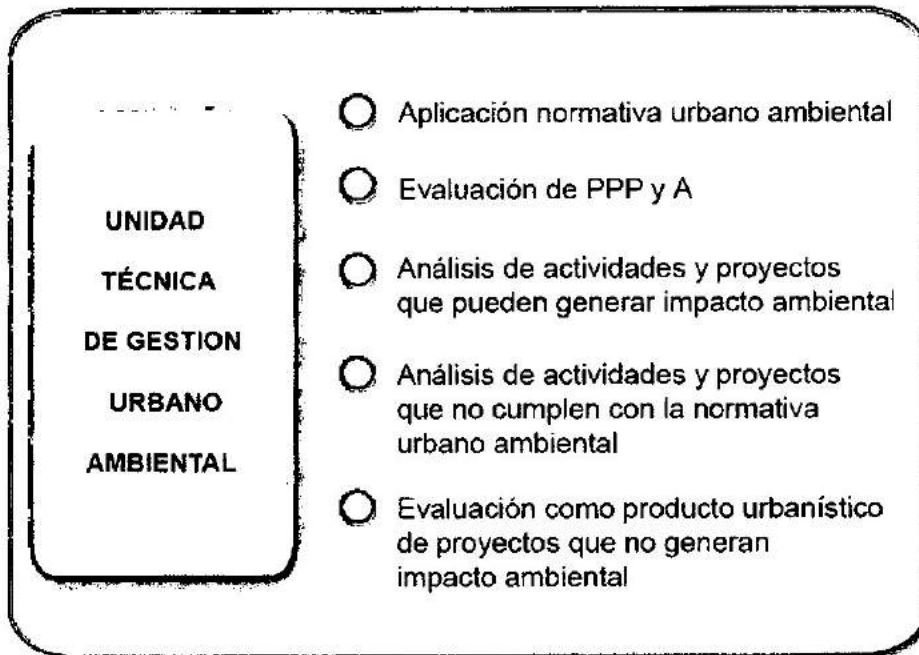 UNIDAD
TÉCNICA
DE GESTION
URBANO
AMBIENTAL
Aplicación normativa urbano ambiental
Evaluación de PPP y A
Análisis de actividades y proyectos
que pueden generar impacto ambiental
Análisis de actividades y proyectos
que no cumplen con la normativa
urbano ambiental
Evaluación como producto urbanístico
de proyectos que no generan
impacto ambiental